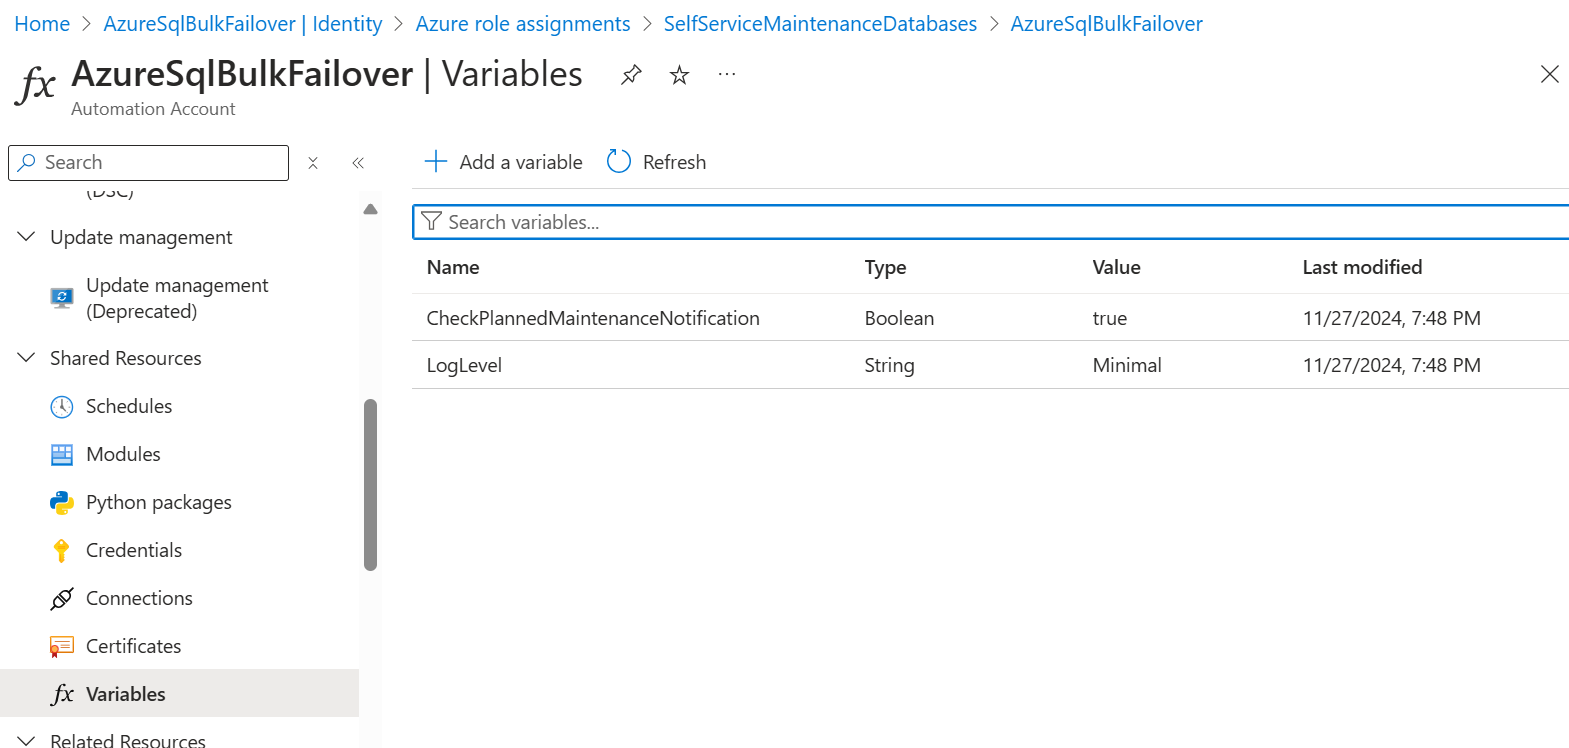 Home > AzureSqlBulkFailover | Identity > Azure role assignments > SelfServiceMaintenanceDatabases > AzureSqlBulkFailover
fx AzureSqlBulkFailover | Variables
Automation Account
Search
(DSC)
Update management
Update management
(Deprecated)
Shared Resources
Schedules
Modules
Python packages
Credentials
Connections
Certificates
fx Variables
Related Resources
Add a variable Refresh
Search variables...
Name Type Value Last modified
CheckPlannedMaintenanceNotification Boolean true 11/27/2024, 7:48 PM
LogLevel String Minimal 11/27/2024, 7:48 PM